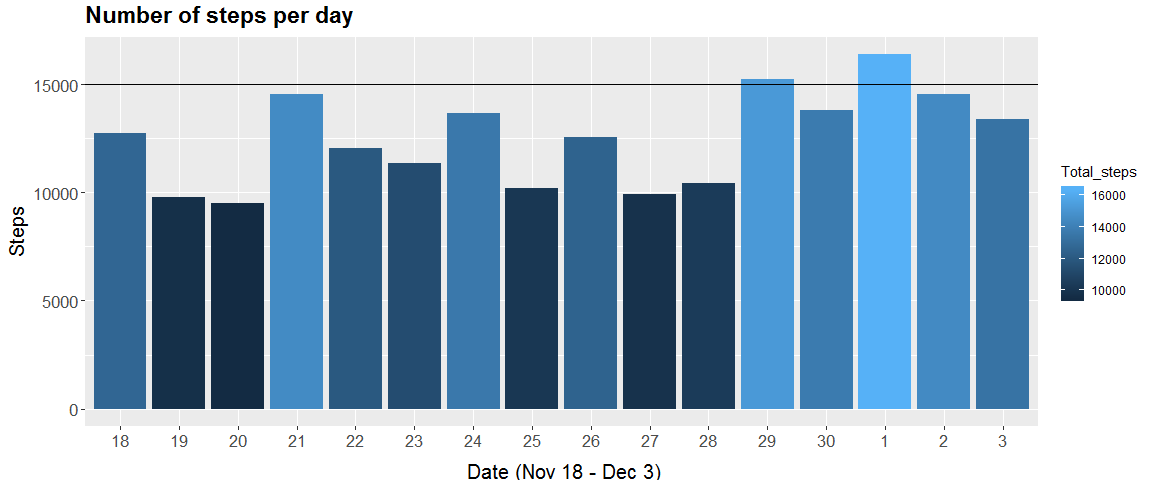 Number of steps per day
Steps
15000
10000
5000
0
18 19 20 21 22 23 24 25 26 27 28 29 30 1 2 3
Date (Nov 18 - Dec 3)
Total_steps
16000
14000
12000
10000